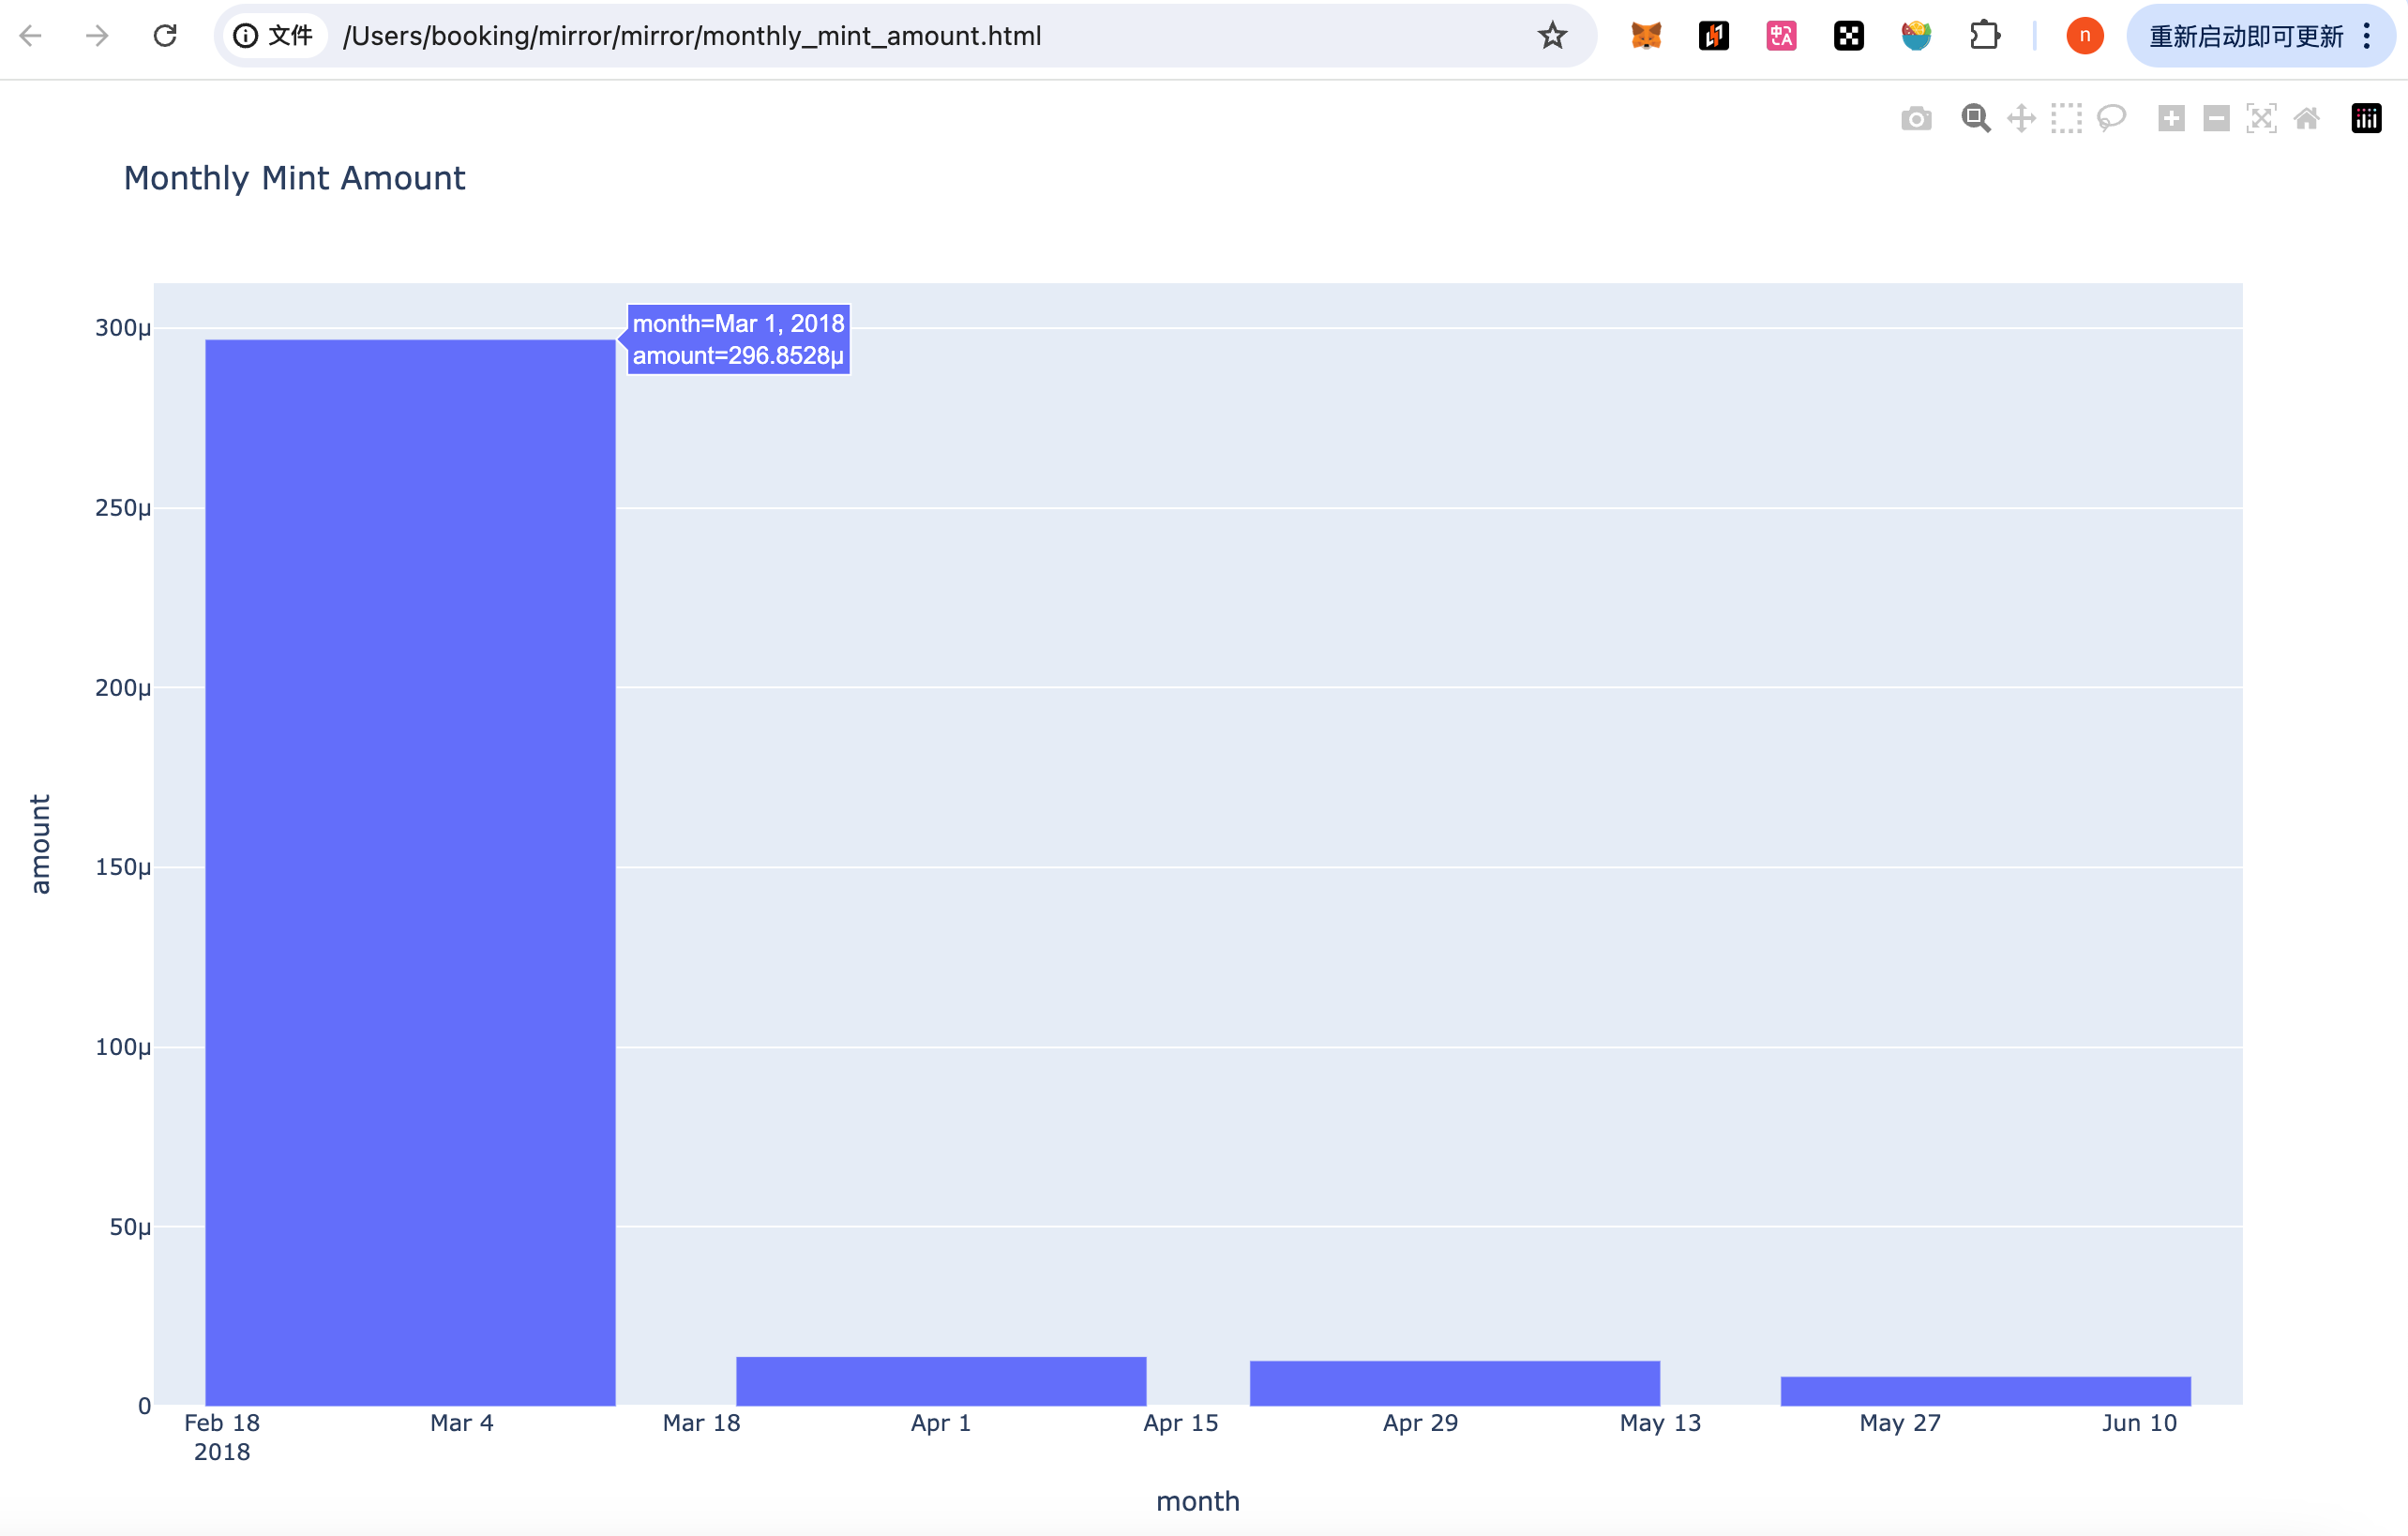 文件 /Users/booking/mirror/mirror/monthly_mint_amount.html
中A
n
重新启动即可更新
Monthly Mint Amount
month=Mar 1, 2018
amount=296.8528μ
300μ
250μ
200μ
150μ
100μ
50μ
0
amount
Feb 18 Mar 4 Mar 18 Apr 1 Apr 15 Apr 29 May 13 May 27 Jun 10
2018
month